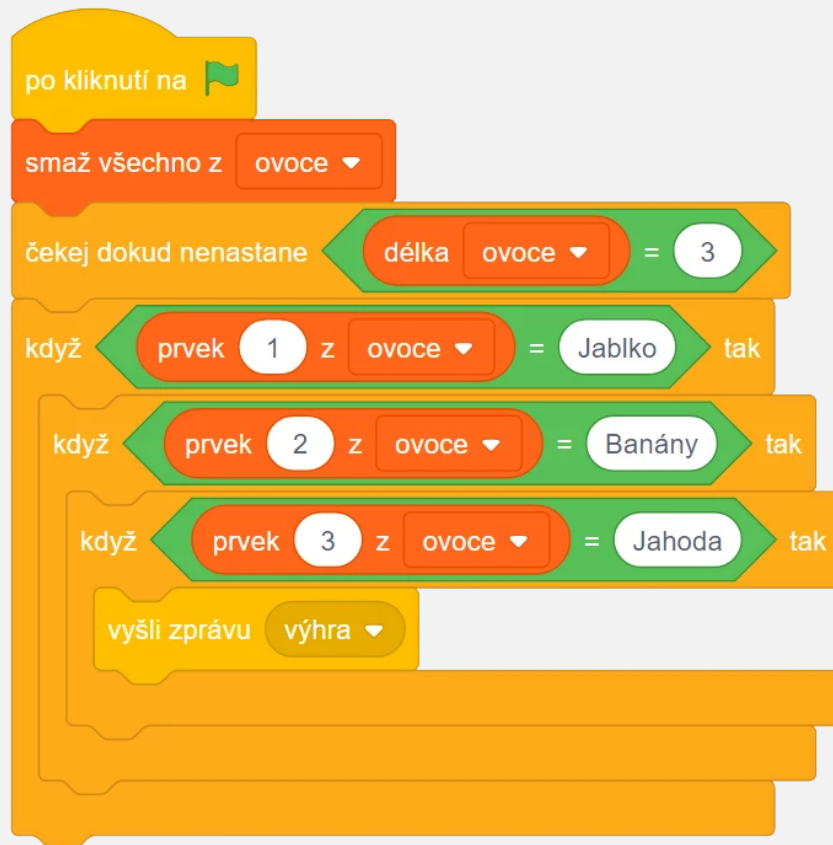 po kliknutí na
smaž všechno z ovoce
čekej dokud nenastane délka ovoce = 3
když prvek 1 z ovoce = Jablko tak
když prvek 2 z ovoce = Banány tak
když prvek 3 z ovoce = Jahoda tak
vyšli zprávu výhra